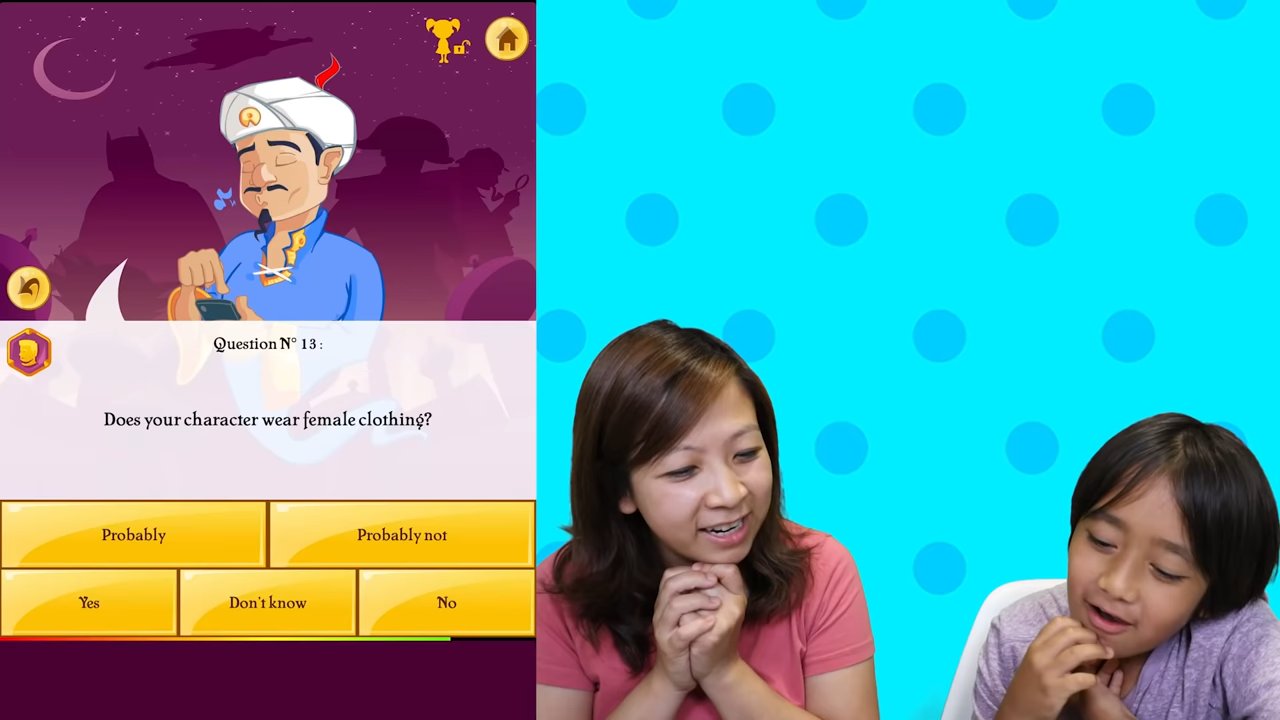 Question N° 13 :
Does your character wear female clothing?
Probably
Probably not
Yes
Don't know
No